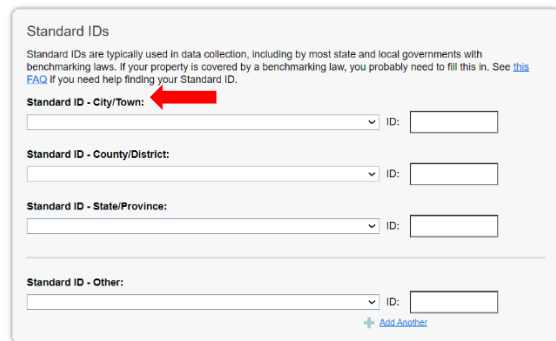 Standard IDs
Standard IDs are typically used in data collection, including by most state and local governments with
benchmarking laws. If your property is covered by a benchmarking law, you probably need to fill this in. See this
FAQ if you need help finding your Standard ID.
Standard ID - City/Town:
ID:
Standard ID - County/District:
ID:
Standard ID - State/Province:
ID:
Standard ID - Other:
ID:
Add Another